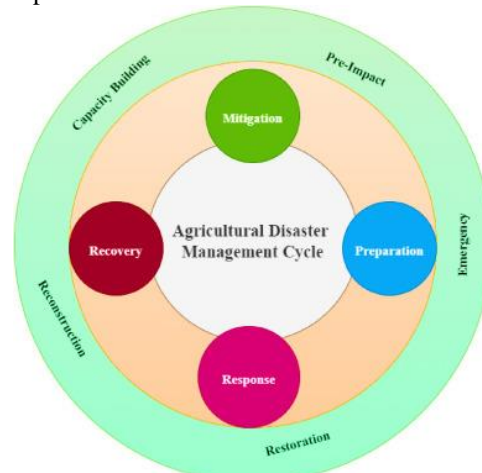 Capacity Building
Pre-Impact
Mitigation
Agricultural Disaster
Management Cycle
Recovery
Preparation
Emergency
Reconstruction
Response
Restoration